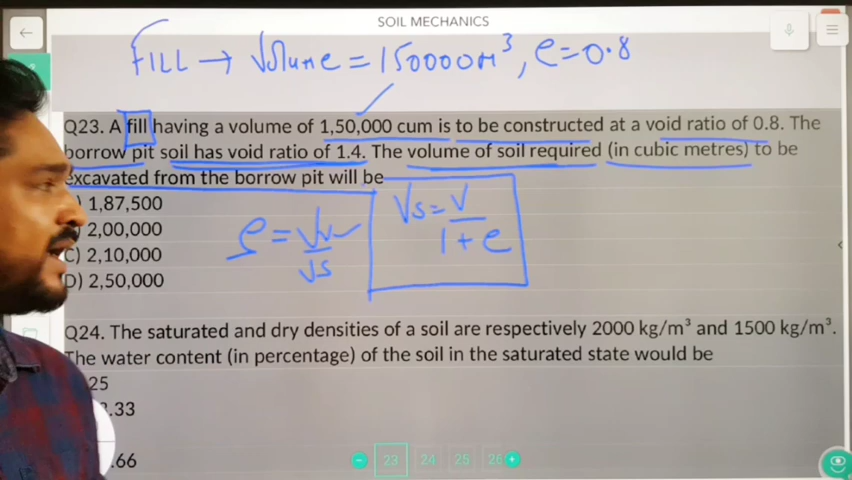 SOIL MECHANICS
FILL → Volume = 150000 M³, e = 0.8
Q23. A fill having a volume of 1,50,000 cum is to be constructed at a void ratio of 0.8. The
borrow pit soil has void ratio of 1.4. The volume of soil required (in cubic metres) to be
excavated from the borrow pit will be
) 1,87,500
2,00,000
C) 2,10,000
D) 2,50,000
e = Vv/Vs
Vs = V/1+e
Q24. The saturated and dry densities of a soil are respectively 2000 kg/m³ and 1500 kg/m³.
The water content (in percentage) of the soil in the saturated state would be
25
.33
.66
23 24 25 26